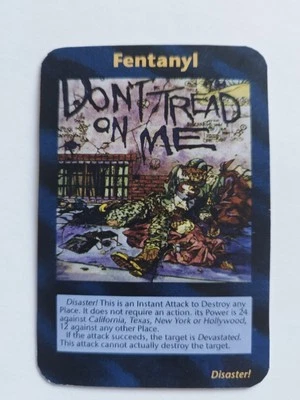 Fentanyl
DONT TREAD
ON ME
Disaster! This is an Instant Attack to Destroy any
Place. It does not require an action. its Power is 24
against California, Texas, New York or Hollywood,
12 against any other Place.
If the attack succeeds, the target is Devastated.
This attack cannot actually destroy the target.
Disaster!